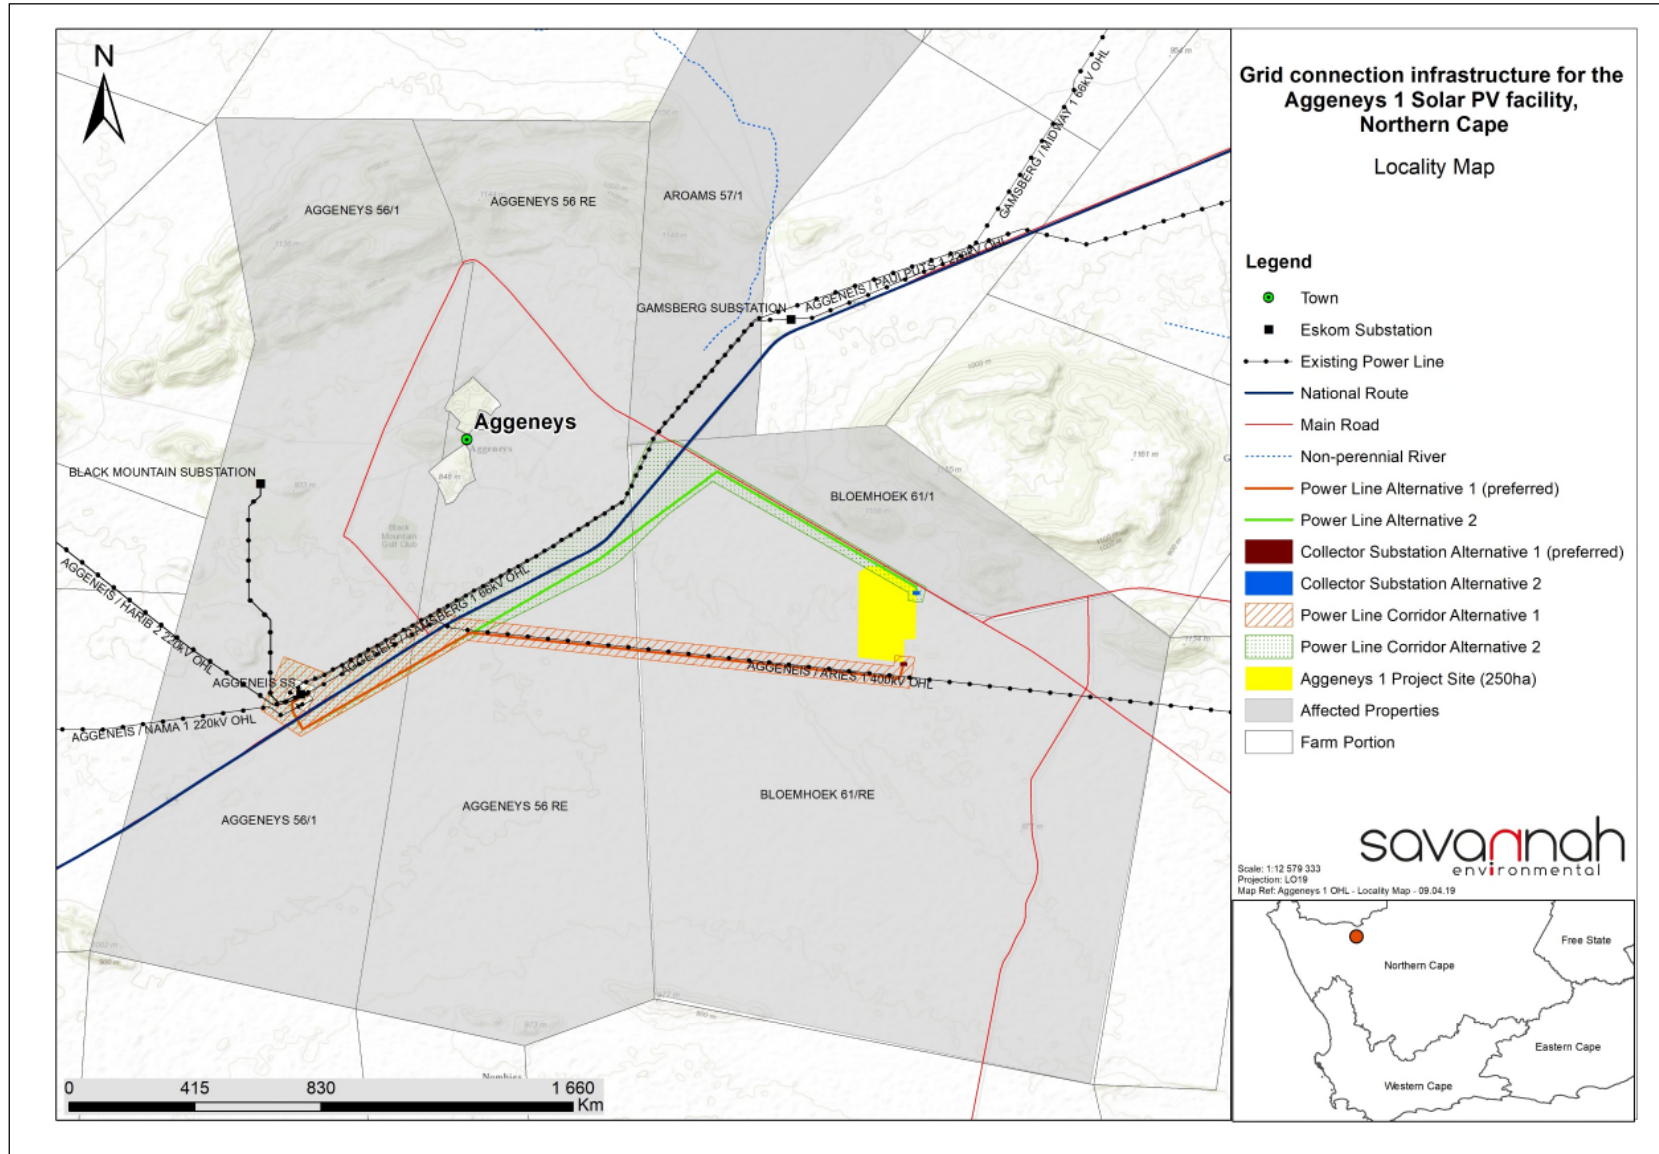 N
Grid connection infrastructure for the
Aggeneys 1 Solar PV facility,
Northern Cape
Locality Map
Legend
Town
Eskom Substation
Existing Power Line
National Route
Main Road
Non-perennial River
Power Line Alternative 1 (preferred)
Power Line Alternative 2
Collector Substation Alternative 1 (preferred)
Collector Substation Alternative 2
Power Line Corridor Alternative 1
Power Line Corridor Alternative 2
Aggeneys 1 Project Site (250ha)
Affected Properties
Farm Portion
savannah
environmental
Scale: 1:12 579 333
Projection: LO19
Map Ref: Aggeneys 1 OHL - Locality Map - 09.04.19
Free State
Northern Cape
Eastern Cape
Western Cape
GAMSBERG / MIDWAY 1 66kV OHL
AGGENEYS 56/1
AGGENEYS 56 RE
AROAMS 57/1
GAMSBERG SUBSTATION
AGGENEIS / PAULPUTS 1 220kV OHL
Aggeneys
Aggeneys
848 m
BLACK MOUNTAIN SUBSTATION
Black
Mountain
Golf Club
BLOEMHOEK 61/1
AGGENEIS / HARIB 2 220kV OHL
AGGENEIS / GAMSBERG 1 66kV OHL
AGGENEIS SS
AGGENEIS / ARIES 1 400kV OHL
AGGENEIS / NAMA 1 220kV OHL
AGGENEYS 56/1
AGGENEYS 56 RE
BLOEMHOEK 61/RE
0 415 830 1 660
Km